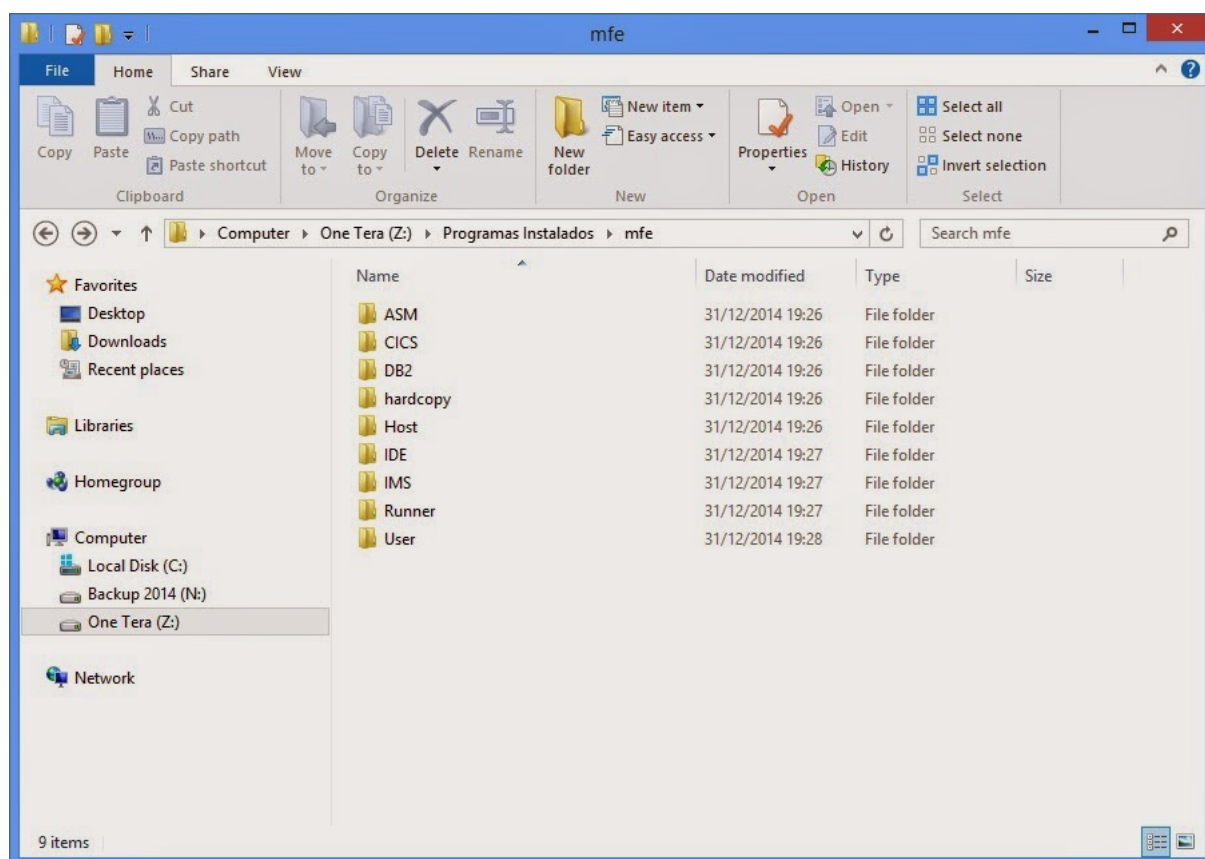 mfe
File Home Share View
Copy Paste Cut Copy path Paste shortcut Move to Copy to Delete Rename New folder New item Easy access Properties Open Edit History Select all Select none Invert selection
Clipboard Organize New Open Select
Computer One Tera (Z:) Programas Instalados mfe Search mfe
Favorites
Desktop
Downloads
Recent places
Libraries
Homegroup
Computer
Local Disk (C:)
Backup 2014 (N:)
One Tera (Z:)
Network
Name Date modified Type Size
ASM 31/12/2014 19:26 File folder
CICS 31/12/2014 19:26 File folder
DB2 31/12/2014 19:26 File folder
hardcopy 31/12/2014 19:26 File folder
Host 31/12/2014 19:26 File folder
IDE 31/12/2014 19:27 File folder
IMS 31/12/2014 19:27 File folder
Runner 31/12/2014 19:27 File folder
User 31/12/2014 19:28 File folder
9 items